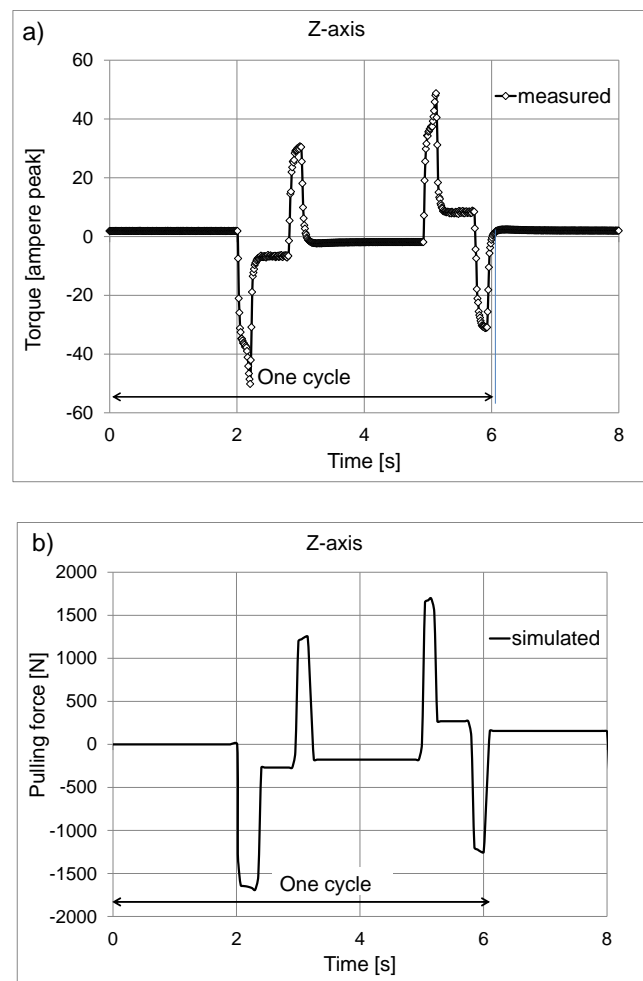 a)
Z-axis
60
40
20
0
-20
-40
-60
Torque [ampere peak]
measured
One cycle
0 2 4 6 8
Time [s]
b)
Z-axis
2000
1500
1000
500
0
-500
-1000
-1500
-2000
Pulling force [N]
simulated
One cycle
0 2 4 6 8
Time [s]